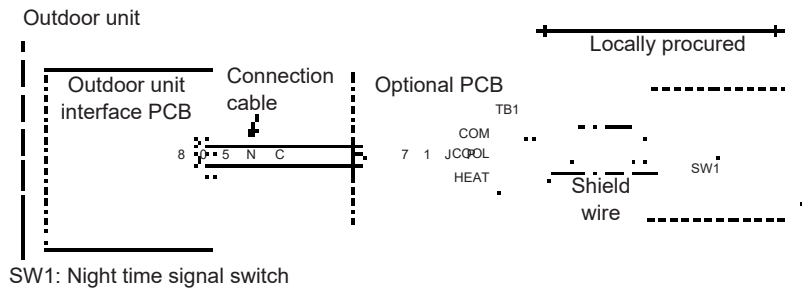 Outdoor unit
Locally procured
Outdoor unit
interface PCB
Connection
cable
Optional PCB
TB1
COM
8 0 5 N C
7 1 J P
COOL
HEAT
SW1
Shield
wire
SW1: Night time signal switch